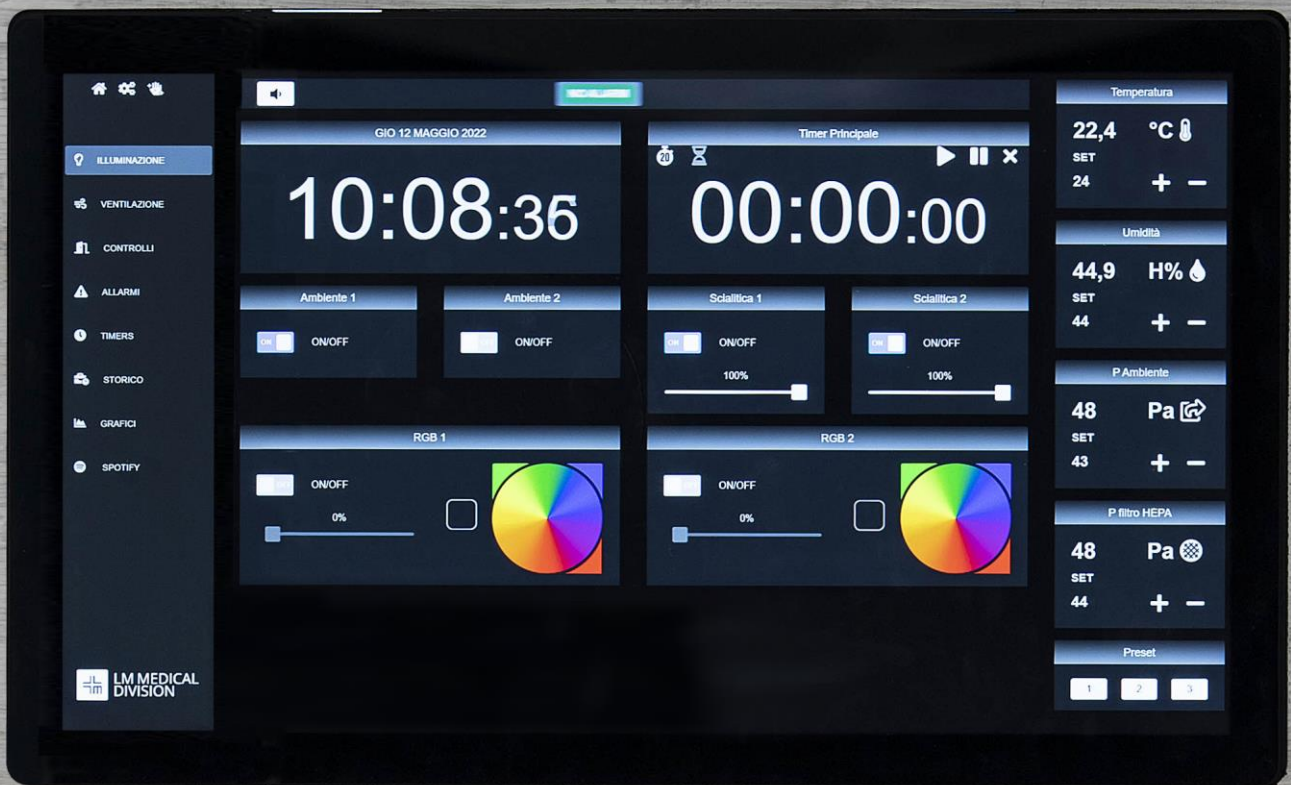 GIO 12 MAGGIO 2022
Timer Principale
20
10:08:
00:00:00
ILLUMINAZIONE
VENTILAZIONE
CONTROLLI
ALLARMI
TIMERS
STORICO
GRAFICI
SPOTIFY
LM MEDICAL
DIVISION
Ambiente 1
ON
ON/OFF
Ambiente 2
ON/OFF
Scialitica 1
ON
ON/OFF
100%
Scialitica 2
ON
ON/OFF
100%
RGB 1
OFF
ON/OFF
0%
RGB 2
OFF
ON/OFF
0%
Temperatura
22,4 °C
SET
24 + −
Umidità
44,9 H%
SET
44 + −
P Ambiente
48 Pa
SET
43 + −
P filtro HEPA
48 Pa
SET
44 + −
Preset
1 2 3